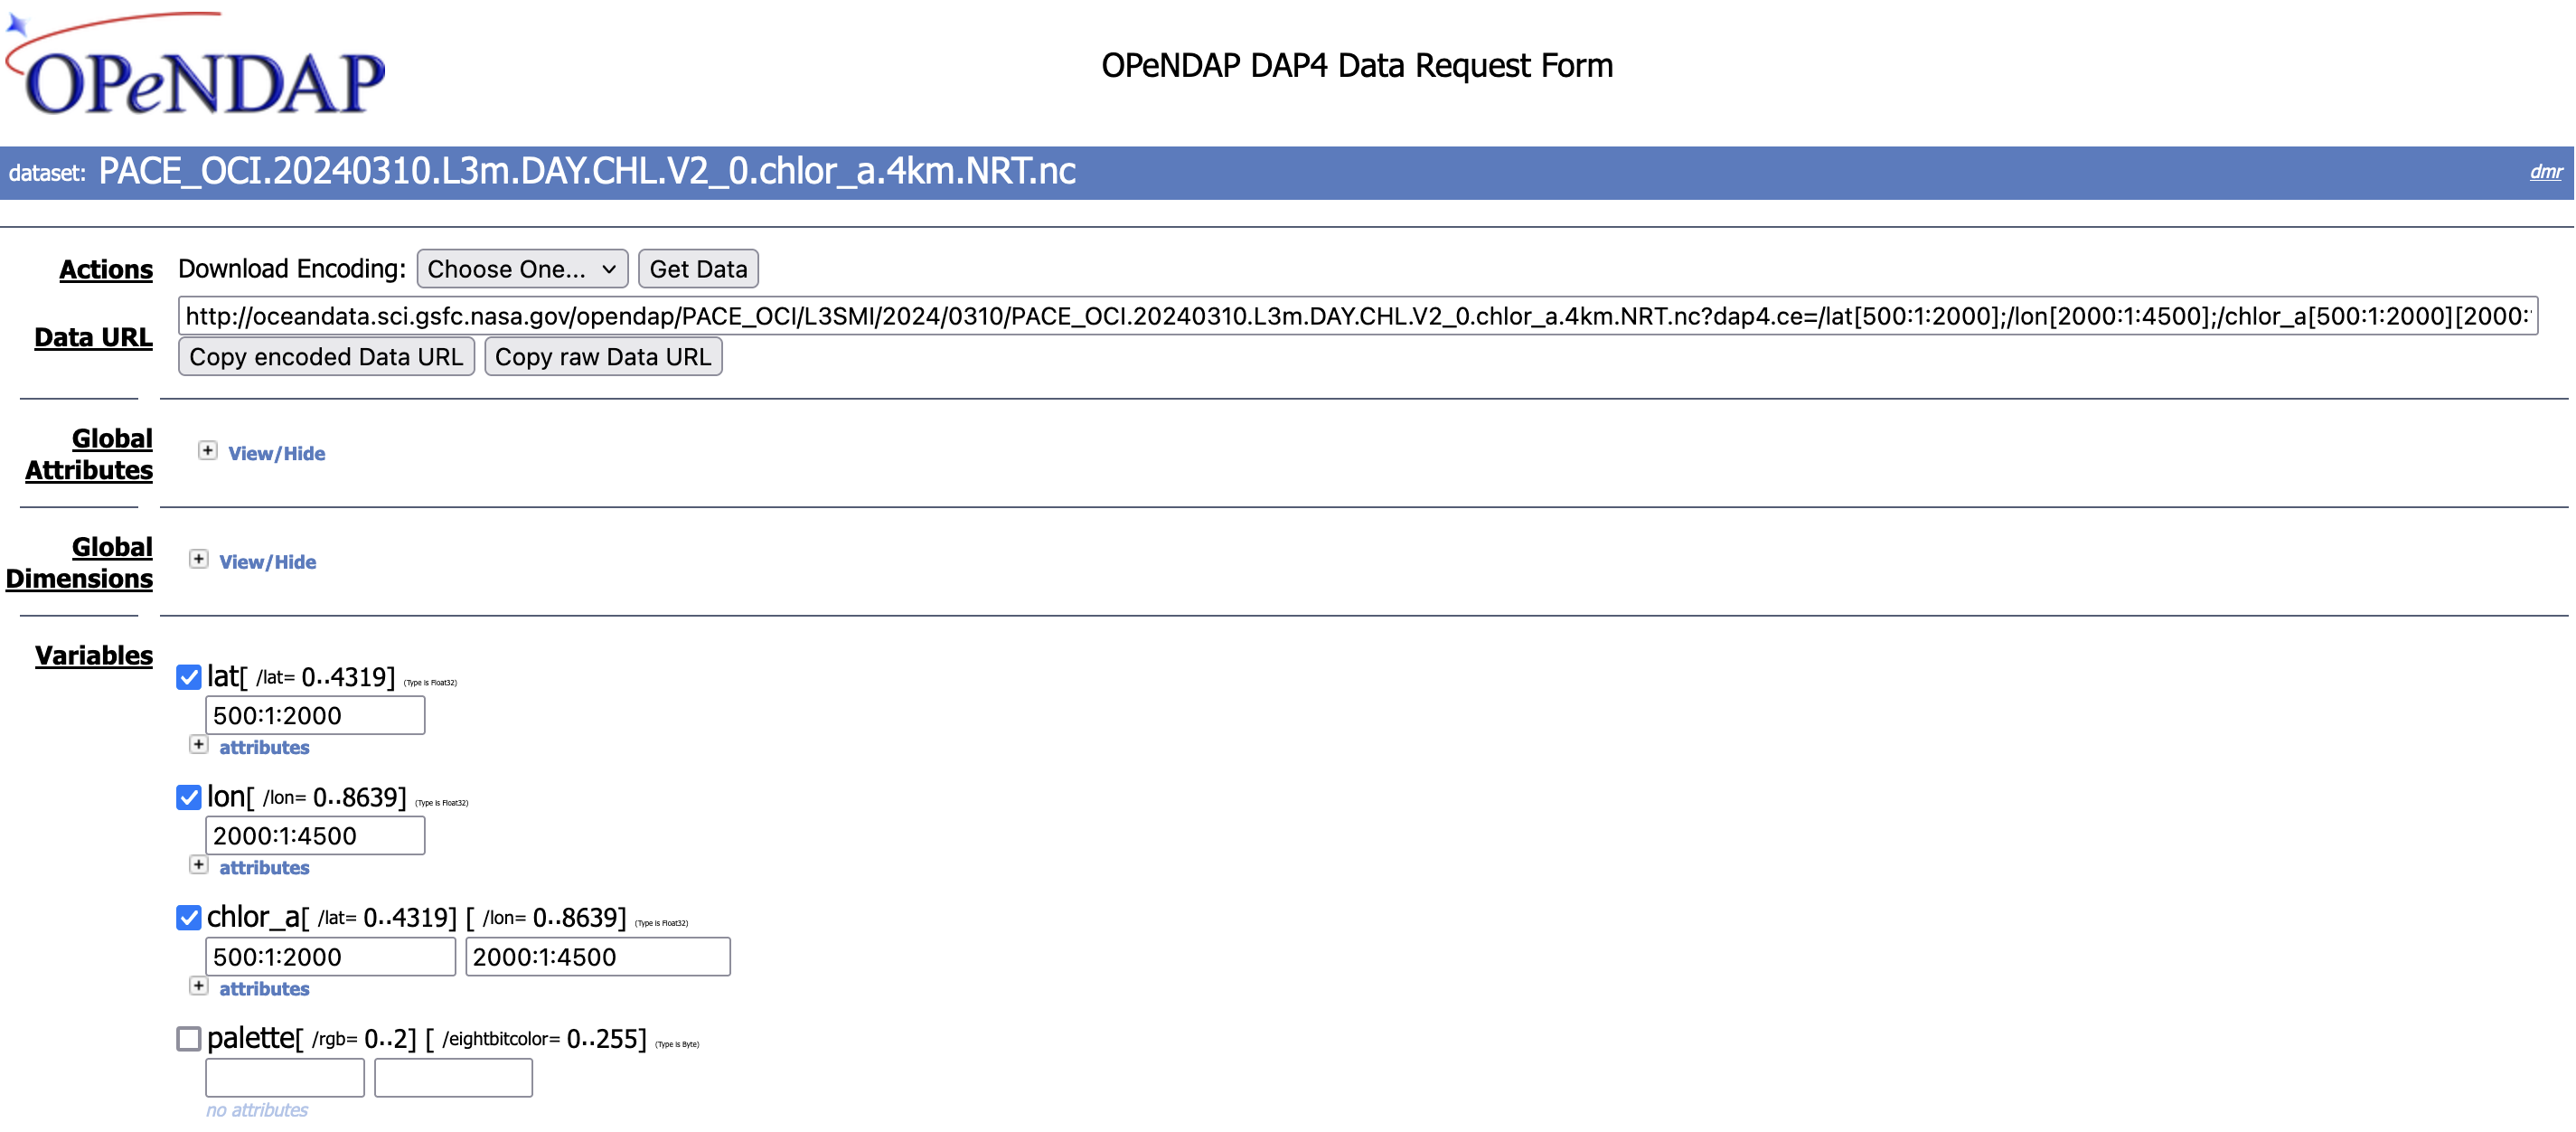 OPeNDAP
OPeNDAP DAP4 Data Request Form
dataset: PACE_OCI.20240310.L3m.DAY.CHL.V2_0.chlor_a.4km.NRT.nc dmr
Actions Download Encoding: Choose One... Get Data
Data URL http://oceandata.sci.gsfc.nasa.gov/opendap/PACE_OCI/L3SMI/2024/0310/PACE_OCI.20240310.L3m.DAY.CHL.V2_0.chlor_a.4km.NRT.nc?dap4.ce=/lat[500:1:2000];/lon[2000:1:4500];/chlor_a[500:1:2000][2000:
Copy encoded Data URL Copy raw Data URL
Global
Attributes
View/Hide
Global
Dimensions
View/Hide
Variables
lat[ /lat= 0..4319] (Type is Float32)
500:1:2000
attributes
lon[ /lon= 0..8639] (Type is Float32)
2000:1:4500
attributes
chlor_a[ /lat= 0..4319] [ /lon= 0..8639] (Type is Float32)
500:1:2000 2000:1:4500
attributes
palette[ /rgb= 0..2] [ /eightbitcolor= 0..255] (Type is Byte)
no attributes